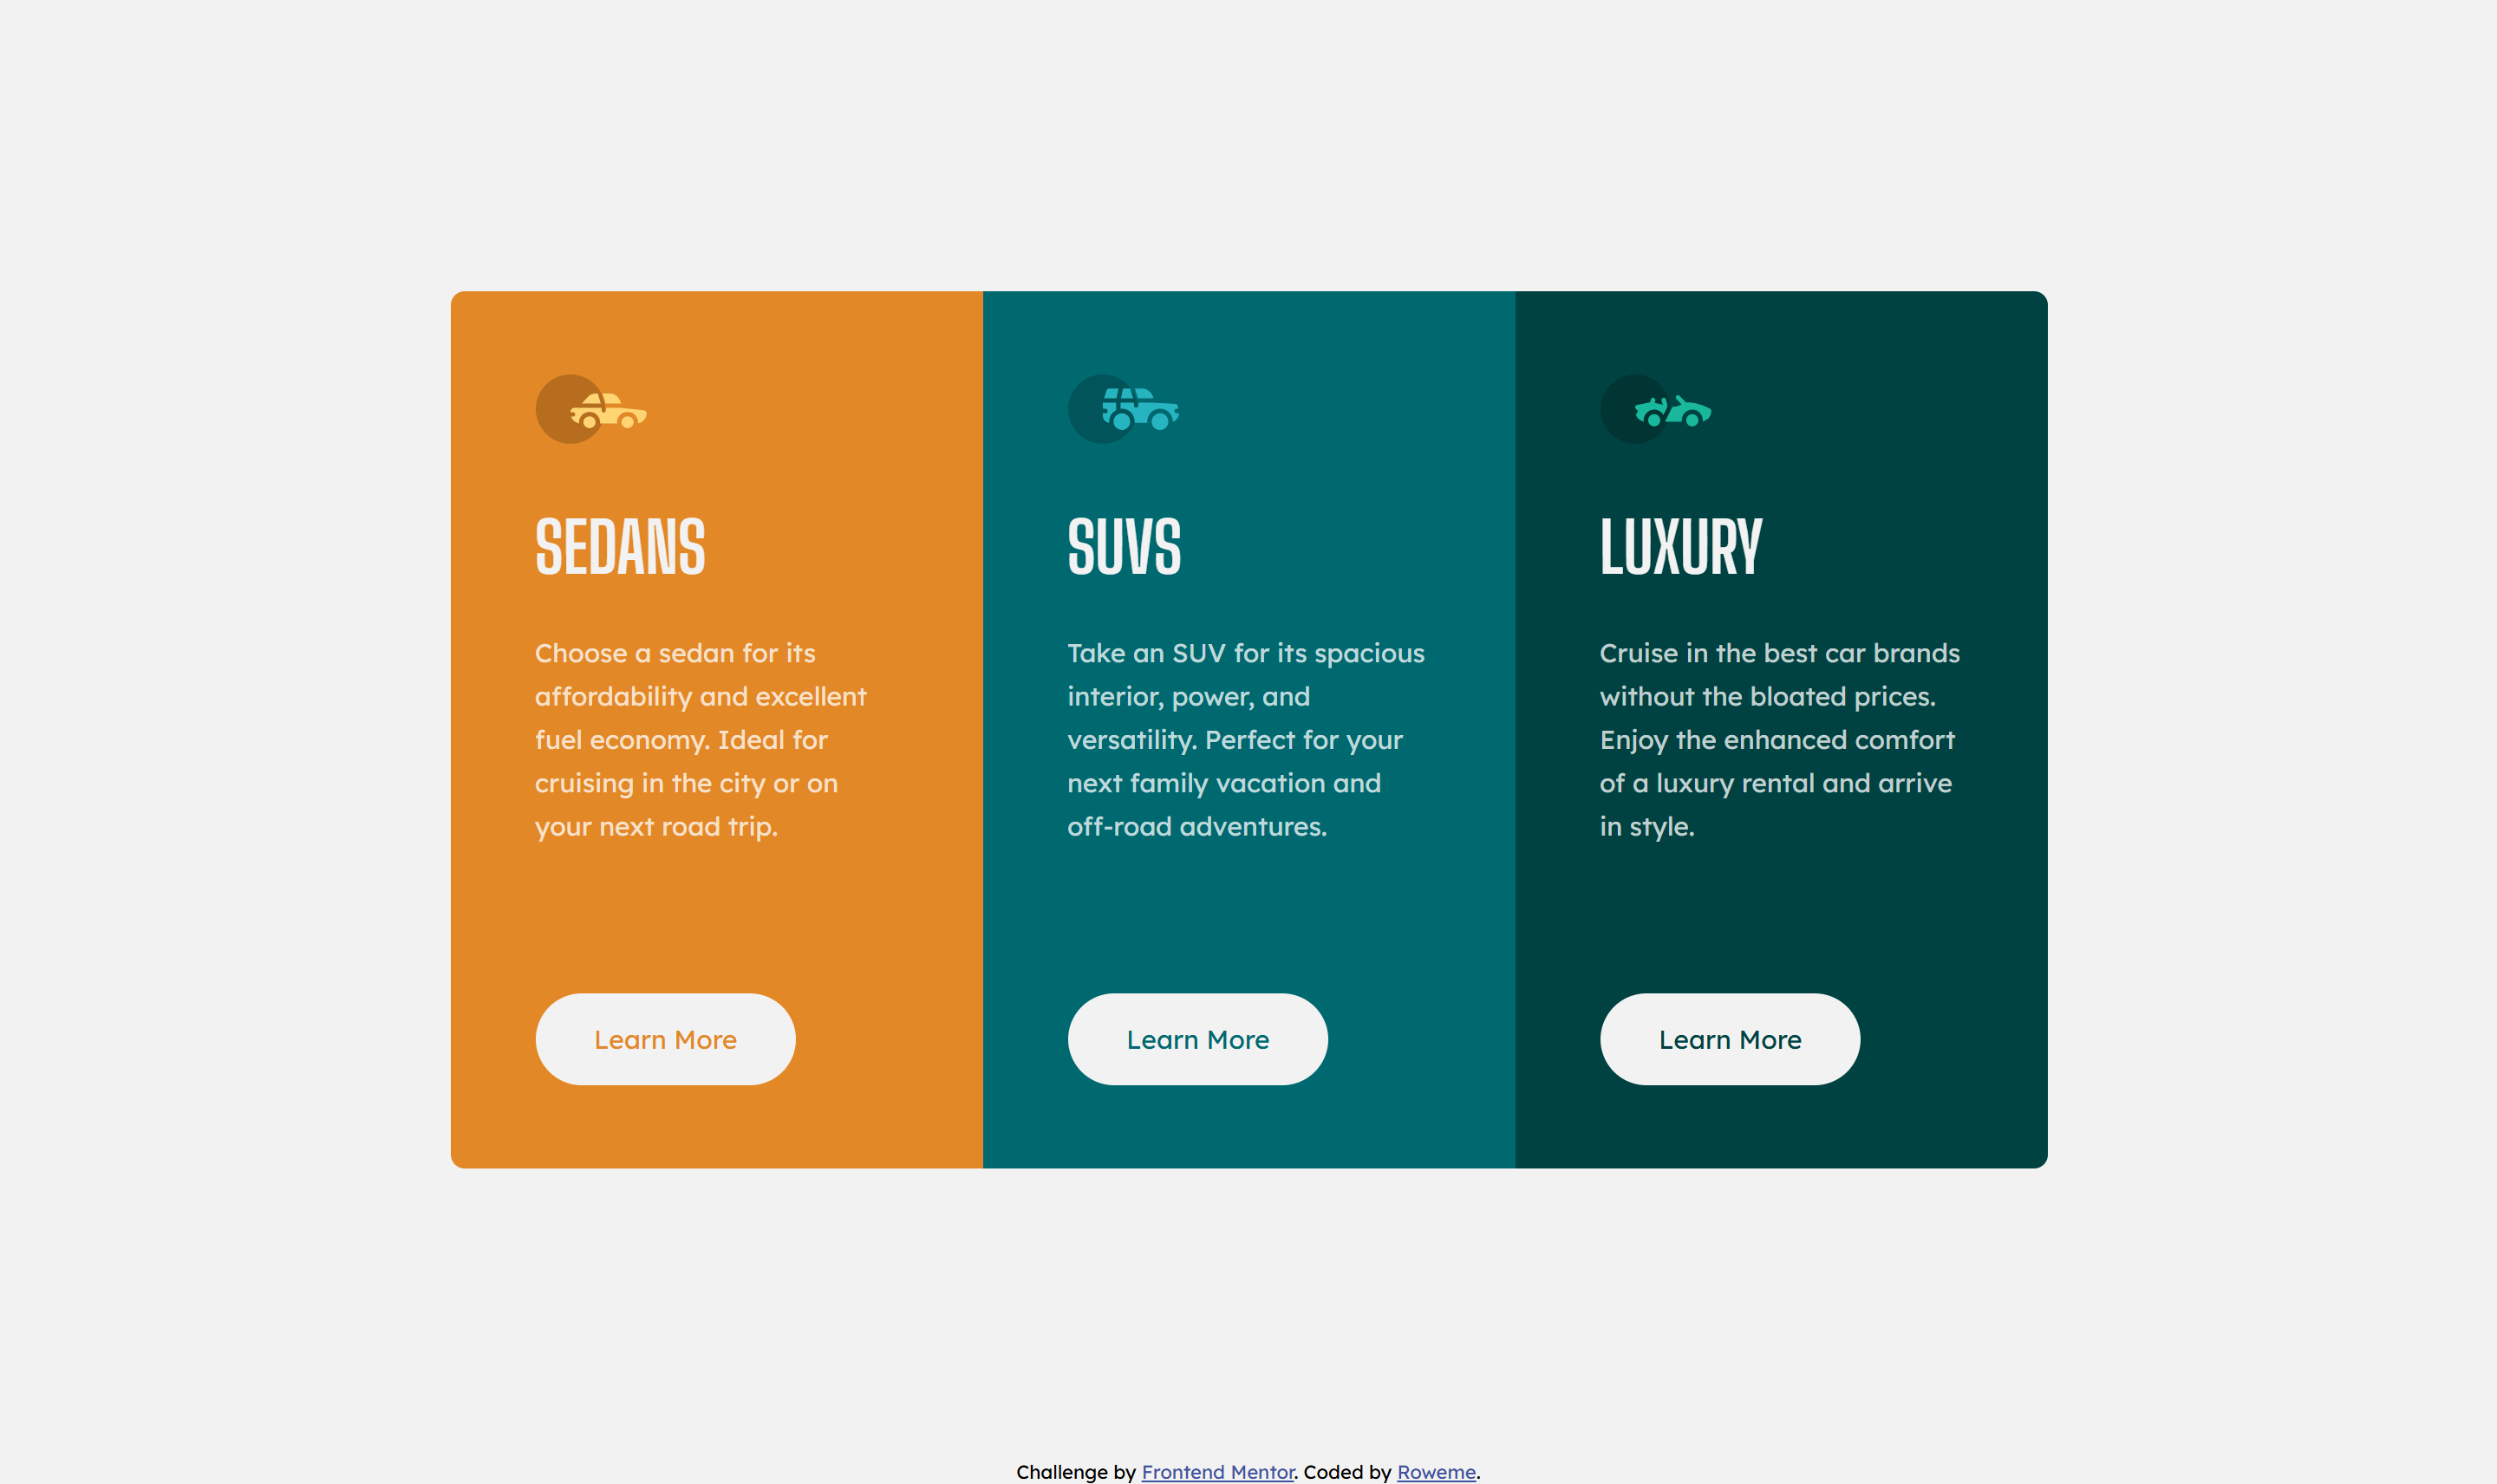 SEDANS
Choose a sedan for its
affordability and excellent
fuel economy. Ideal for
cruising in the city or on
your next road trip.
Learn More
SUVS
Take an SUV for its spacious
interior, power, and
versatility. Perfect for your
next family vacation and
off-road adventures.
Learn More
LUXURY
Cruise in the best car brands
without the bloated prices.
Enjoy the enhanced comfort
of a luxury rental and arrive
in style.
Learn More
Challenge by Frontend Mentor. Coded by Roweme.